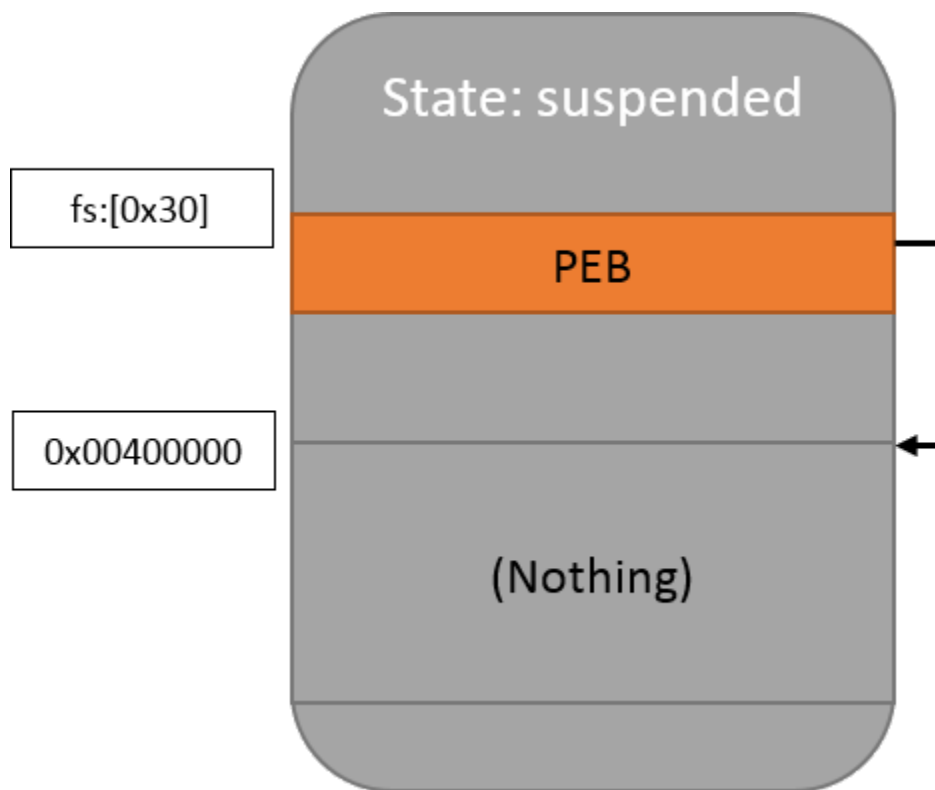 State: suspended
fs:[0x30]
PEB
0x00400000
(Nothing)